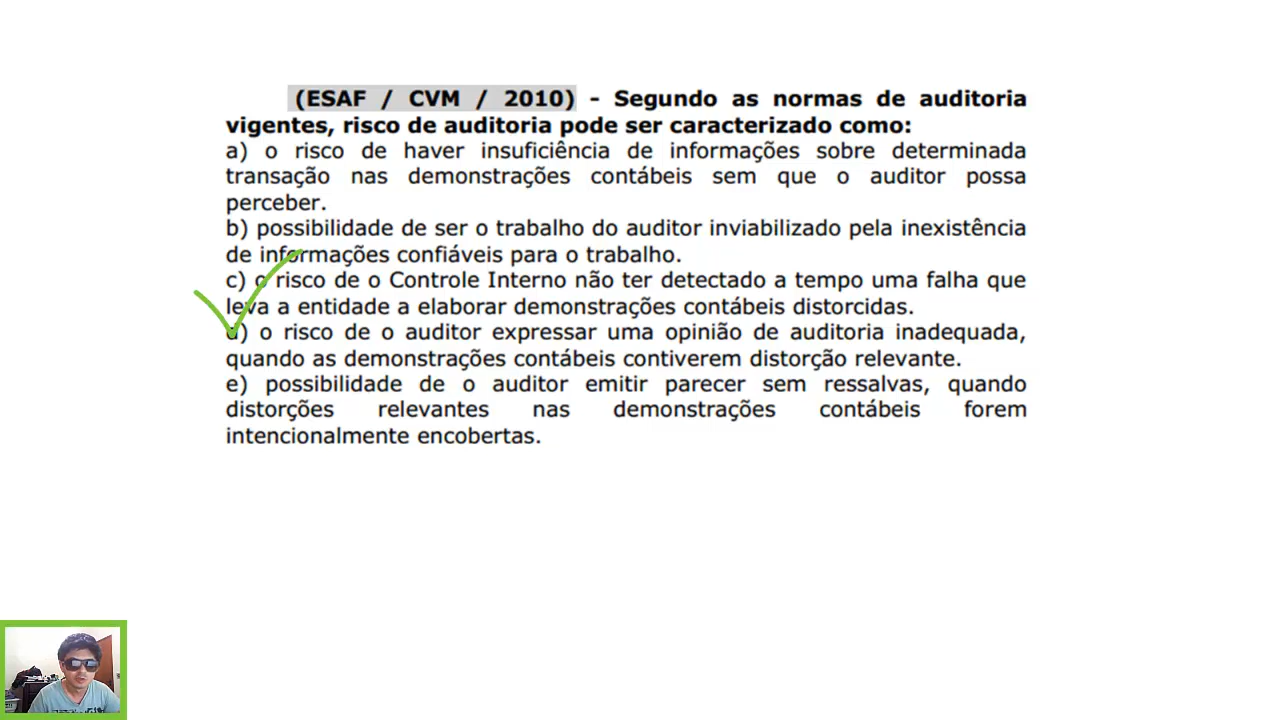 (ESAF / CVM / 2010) - Segundo as normas de auditoria
vigentes, risco de auditoria pode ser caracterizado como:
a) o risco de haver insuficiência de informações sobre determinada
transação nas demonstrações contábeis sem que o auditor possa
perceber.
b) possibilidade de ser o trabalho do auditor inviabilizado pela inexistência
de informações confiáveis para o trabalho.
c) o risco de o Controle Interno não ter detectado a tempo uma falha que
leva a entidade a elaborar demonstrações contábeis distorcidas.
d) o risco de o auditor expressar uma opinião de auditoria inadequada,
quando as demonstrações contábeis contiverem distorção relevante.
e) possibilidade de o auditor emitir parecer sem ressalvas, quando
distorções relevantes nas demonstrações contábeis forem
intencionalmente encobertas.